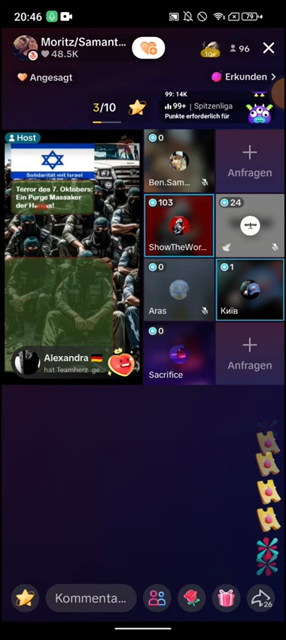 20:46
79
Moritz/Samant...
48.5K
96
Angesagt
Erkunden
3/10
99: 14K
99+ | Spitzenliga
Punkte erforderlich für
Host
Solidarität mit Israel
Terror des 7. Oktobers:
Ein Purge Massaker
der Hamas!
0
Ben.Sam...
Anfragen
103
ShowTheWor...
24
0
Aras
1
Київ
0
Sacrifice
Anfragen
Alexandra
hat Teamherz ge
Kommenta...
26